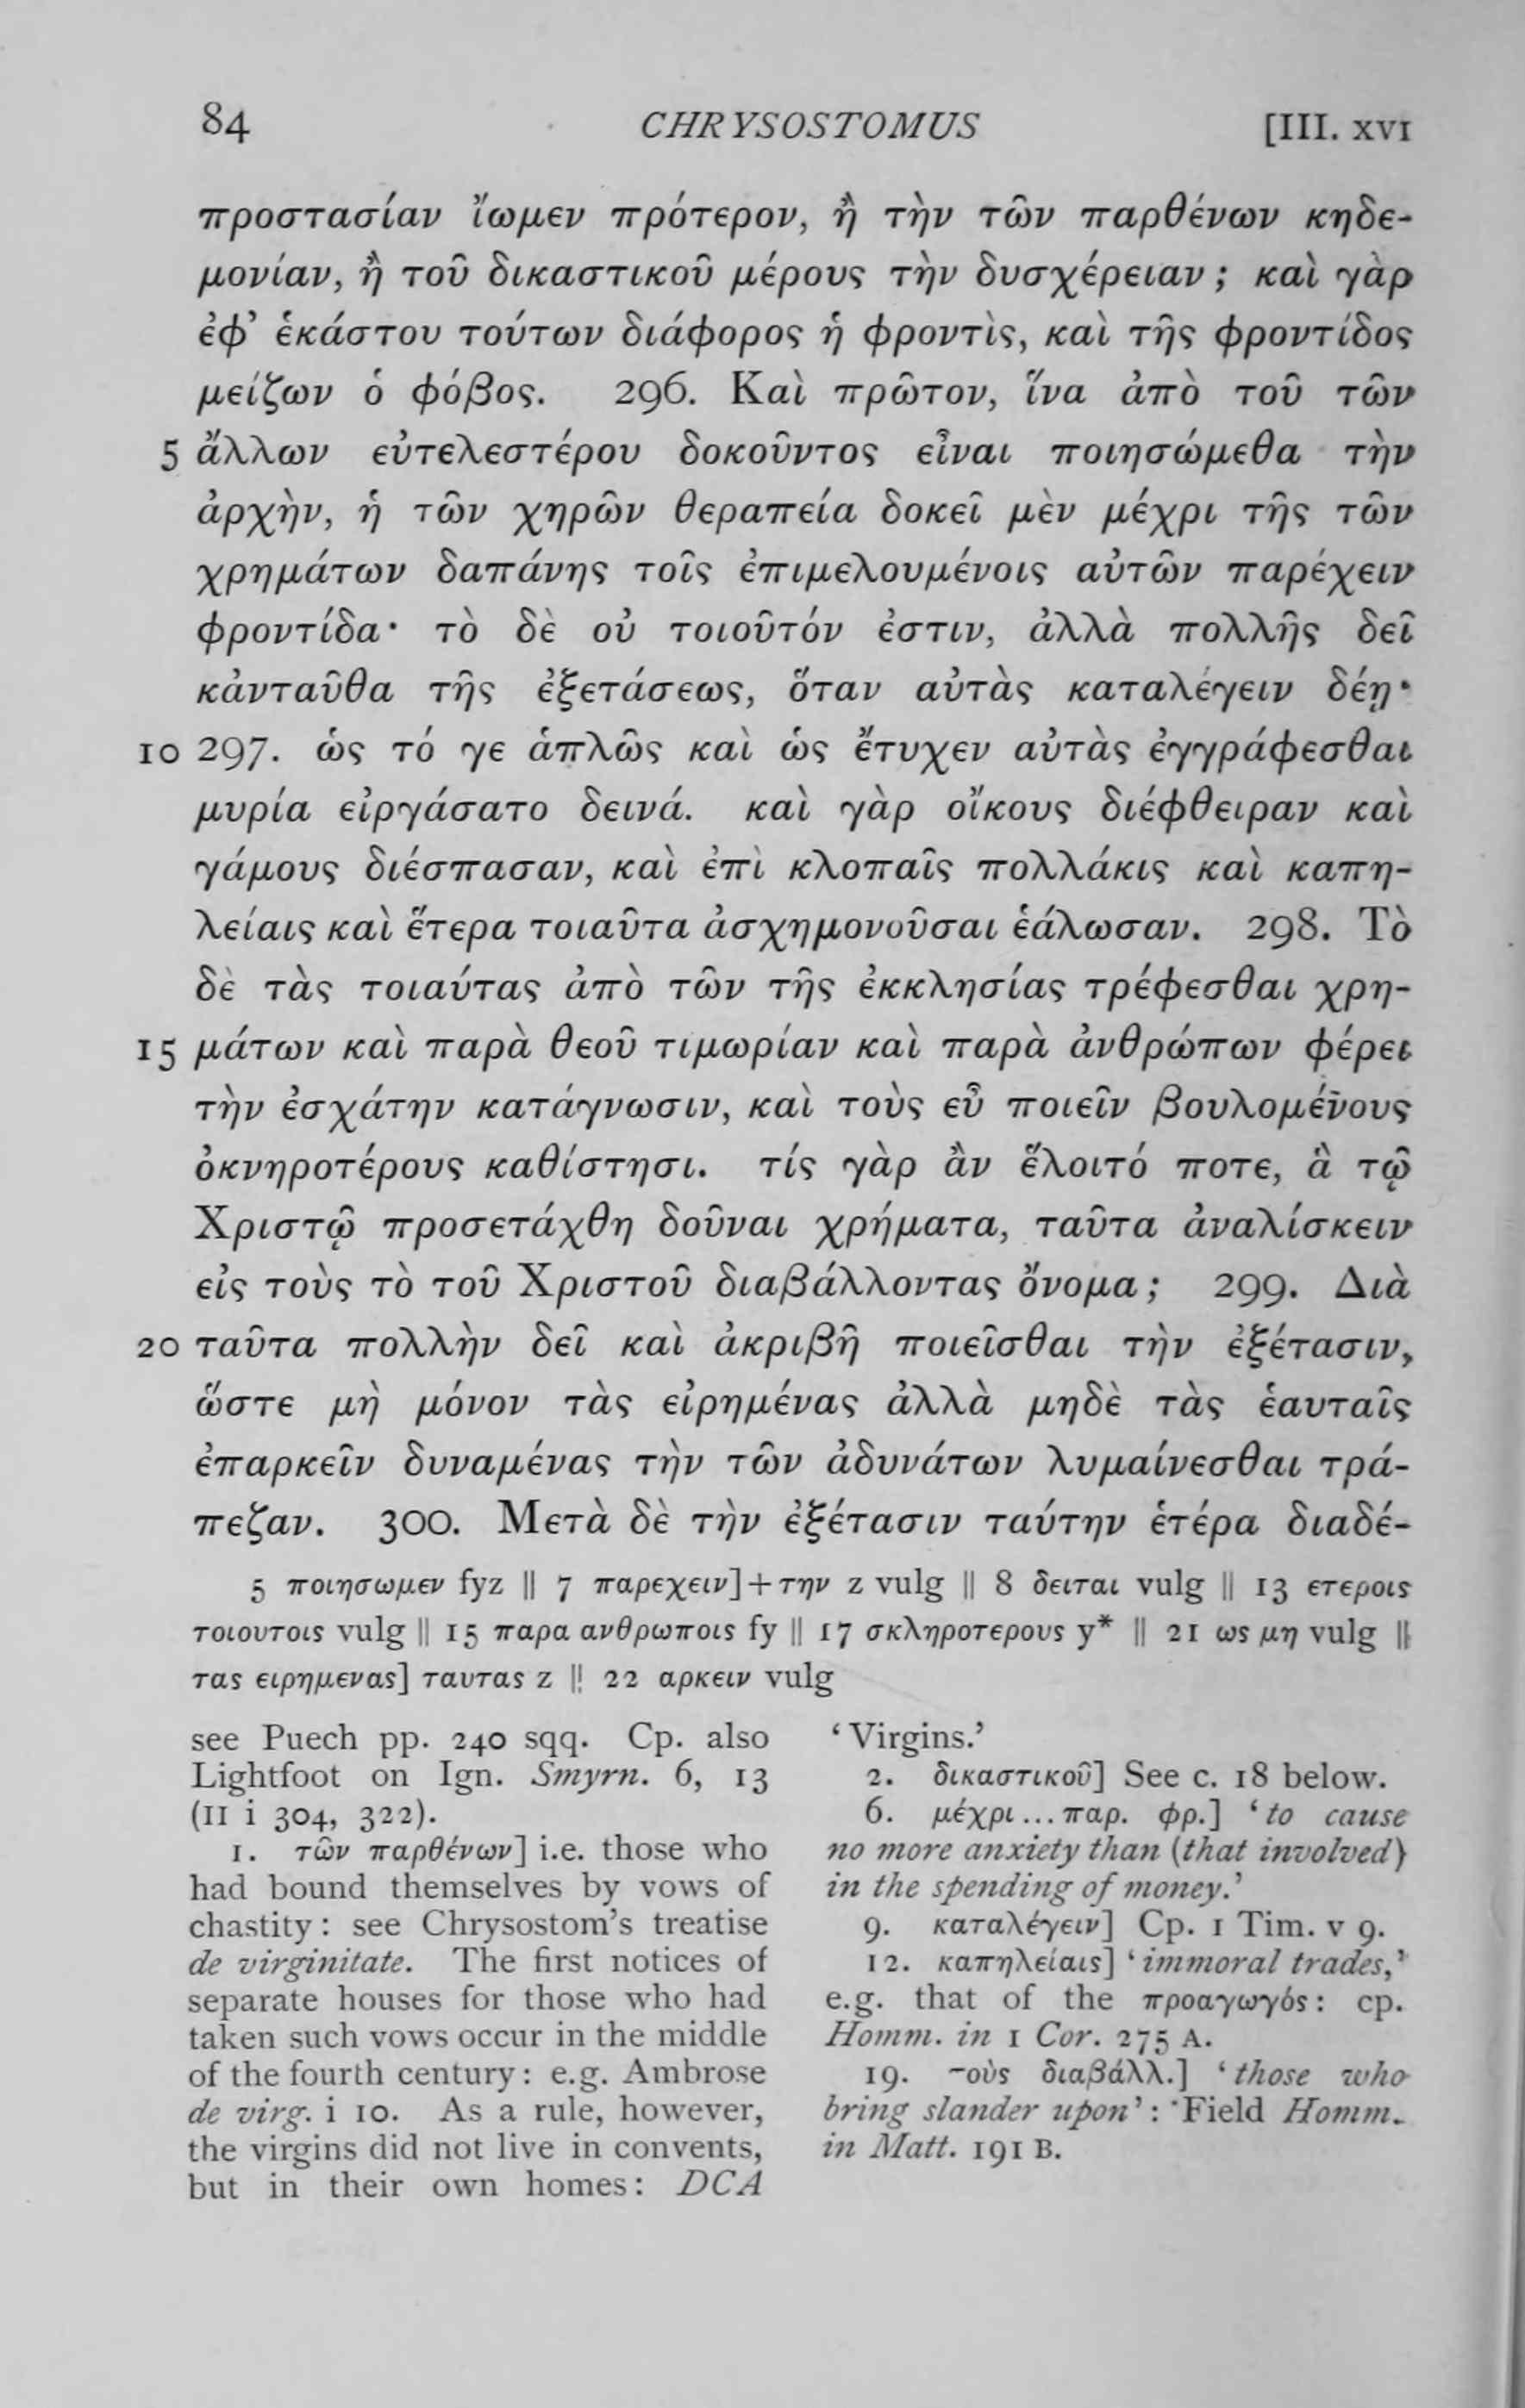 84 CHRYSOSTOMUS [III. xvi
προστασίαν ἴωμεν πρότερον, ἢ τὴν τῶν παρθένων κηδε-
μονίαν, ἢ τοῦ δικαστικοῦ μέρους τὴν δυσχέρειαν; καὶ γὰρ
ἐφ’ ἑκάστου τούτων διάφορος ἡ φροντὶς, καὶ τῆς φροντίδος
μείζων ὁ φόβος. 296. Καὶ πρῶτον, ἵνα ἀπὸ τοῦ τῶν
5 ἄλλων εὐτελεστέρου δοκοῦντος εἶναι ποιησώμεθα τὴν
ἀρχὴν, ἡ τῶν χηρῶν θεραπεία δοκεῖ μὲν μέχρι τῆς τῶν
χρημάτων δαπάνης τοῖς ἐπιμελουμένοις αὐτῶν παρέχειν
φροντίδα· τὸ δὲ οὐ τοιοῦτόν ἐστιν, ἀλλὰ πολλῆς δεῖ
κἀνταῦθα τῆς ἐξετάσεως, ὅταν αὐτὰς καταλέγειν δέῃ·
10 297. ὡς τό γε ἁπλῶς καὶ ὡς ἔτυχεν αὐτὰς ἐγγράφεσθαι
μυρία εἰργάσατο δεινά. καὶ γὰρ οἴκους διέφθειραν καὶ
γάμους διέσπασαν, καὶ ἐπὶ κλοπαῖς πολλάκις καὶ καπη-
λείαις καὶ ἕτερα τοιαῦτα ἀσχημονοῦσαι ἑάλωσαν. 298. Τὸ
δὲ τὰς τοιαύτας ἀπὸ τῶν τῆς ἐκκλησίας τρέφεσθαι χρη-
15 μάτων καὶ παρὰ θεοῦ τιμωρίαν καὶ παρὰ ἀνθρώπων φέρει
τὴν ἐσχάτην κατάγνωσιν, καὶ τοὺς εὖ ποιεῖν βουλομένους
ὀκνηροτέρους καθίστησι. τίς γὰρ ἂν ἕλοιτό ποτε, ἃ τῷ
Χριστῷ προσετάχθη δοῦναι χρήματα, ταῦτα ἀναλίσκειν
εἰς τοὺς τὸ τοῦ Χριστοῦ διαβάλλοντας ὄνομα; 299. Διὰ
20 ταῦτα πολλὴν δεῖ καὶ ἀκριβῆ ποιεῖσθαι τὴν ἐξέτασιν,
ὥστε μὴ μόνον τὰς εἰρημένας ἀλλὰ μηδὲ τὰς ἑαυταῖς
ἐπαρκεῖν δυναμένας τὴν τῶν ἀδυνάτων λυμαίνεσθαι τρά-
πεζαν. 300. Μετὰ δὲ τὴν ἐξέτασιν ταύτην ἑτέρα διαδέ-
5 ποιησωμεν fyz || 7 παρεχειν]+την z vulg || 8 δειται vulg || 13 ετεροις
τοιουτοις vulg || 15 παρα ανθρωποις fy || 17 σκληροτερους y* || 21 ως μη vulg ||
τας ειρημενας] ταυτας z || 22 αρκειν vulg
see Puech pp. 240 sqq. Cp. also
Lightfoot on Ign. Smyrn. 6, 13
(II i 304, 322).
1. τῶν παρθένων] i.e. those who
had bound themselves by vows of
chastity: see Chrysostom's treatise
de virginitate. The first notices of
separate houses for those who had
taken such vows occur in the middle
of the fourth century: e.g. Ambrose
de virg. i 10. As a rule, however,
the virgins did not live in convents,
but in their own homes: DCA
‘Virgins.’
2. δικαστικοῦ] See c. 18 below.
6. μέχρι...παρ. φρ.] ‘to cause
no more anxiety than (that involved)
in the spending of money.’
9. καταλέγειν] Cp. 1 Tim. v 9.
12. καπηλείαις] ‘immoral trades,’
e.g. that of the προαγωγός: cp.
Homm. in 1 Cor. 275 A.
19. τοὺς διαβάλλ.] ‘those who
bring slander upon’: Field Homm.
in Matt. 191 B.